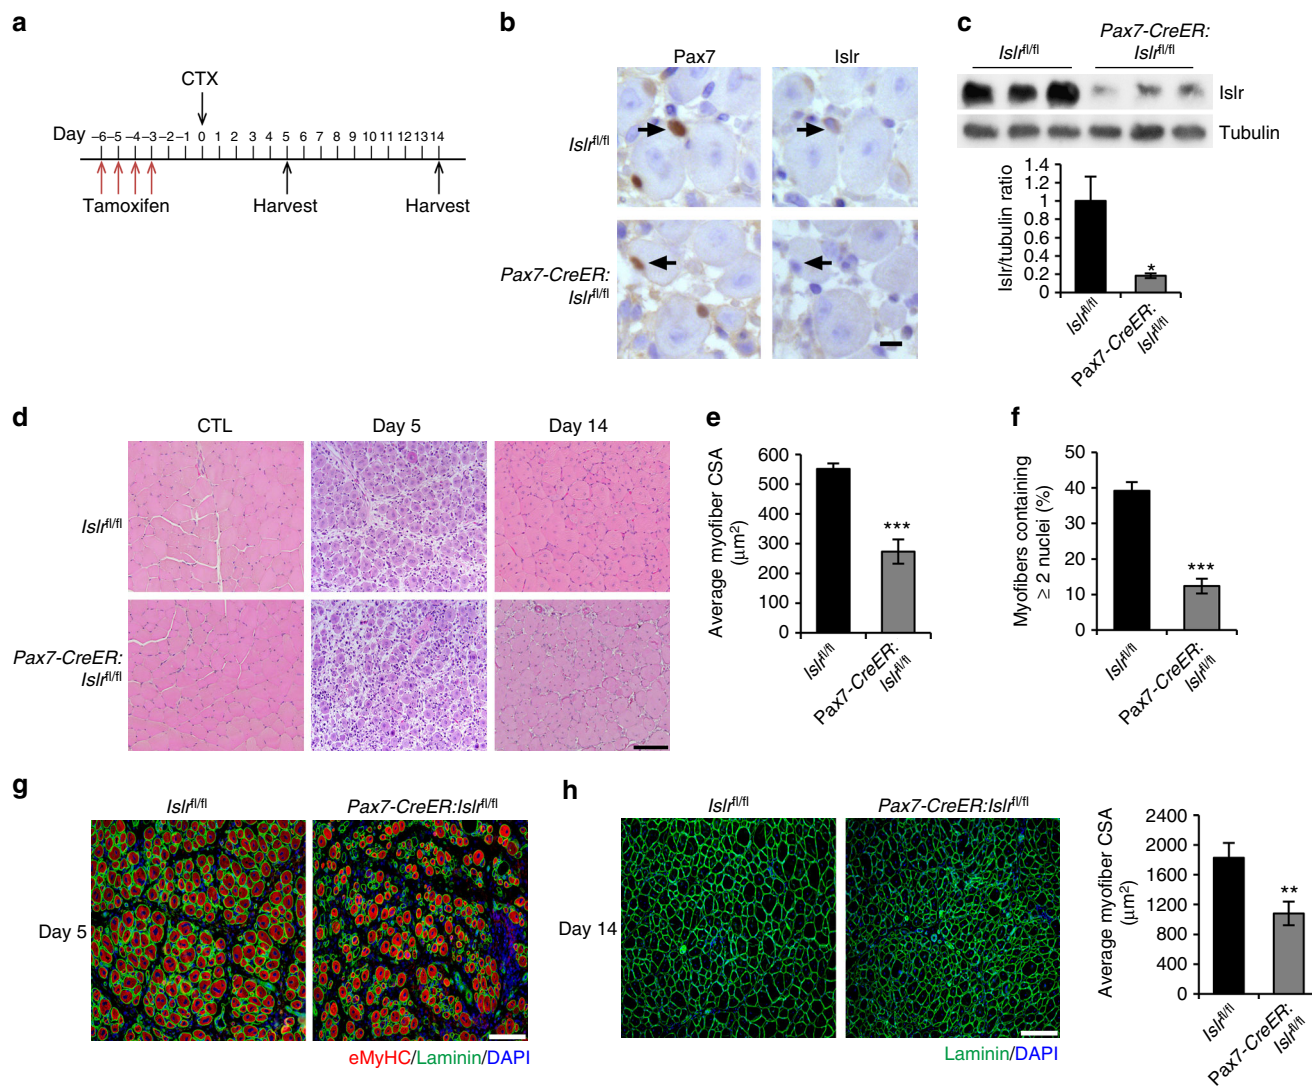 a
CTX
Day –6 –5 –4 –3 –2 –1 0 1 2 3 4 5 6 7 8 9 10 11 12 13 14
Tamoxifen Harvest Harvest
b
Pax7 Islr
Islrfl/fl
Pax7-CreER:
Islrfl/fl
c
Pax7-CreER:
Islrfl/fl Islrfl/fl
Islr
Tubulin
Islr/tubulin ratio
1.4
1.2
1
0.8
0.6
0.4
0.2
0
*
Islrfl/fl
Pax7-CreER:
Islrfl/fl
d
CTL Day 5 Day 14
Islrfl/fl
Pax7-CreER:
Islrfl/fl
e
Average myofiber CSA
(μm2)
600
500
400
300
200
100
0
***
Islrfl/fl
Pax7-CreER:
Islrfl/fl
f
Myofibers containing
≥ 2 nuclei (%)
50
40
30
20
10
0
***
Islrfl/fl
Pax7-CreER:
Islrfl/fl
g
Islrfl/fl Pax7-CreER:Islrfl/fl
Day 5
eMyHC/Laminin/DAPI
h
Islrfl/fl Pax7-CreER:Islrfl/fl
Day 14
Laminin/DAPI
Average myofiber CSA
(μm2)
2400
2000
1600
1200
800
400
0
**
Islrfl/fl
Pax7-CreER:
Islrfl/fl